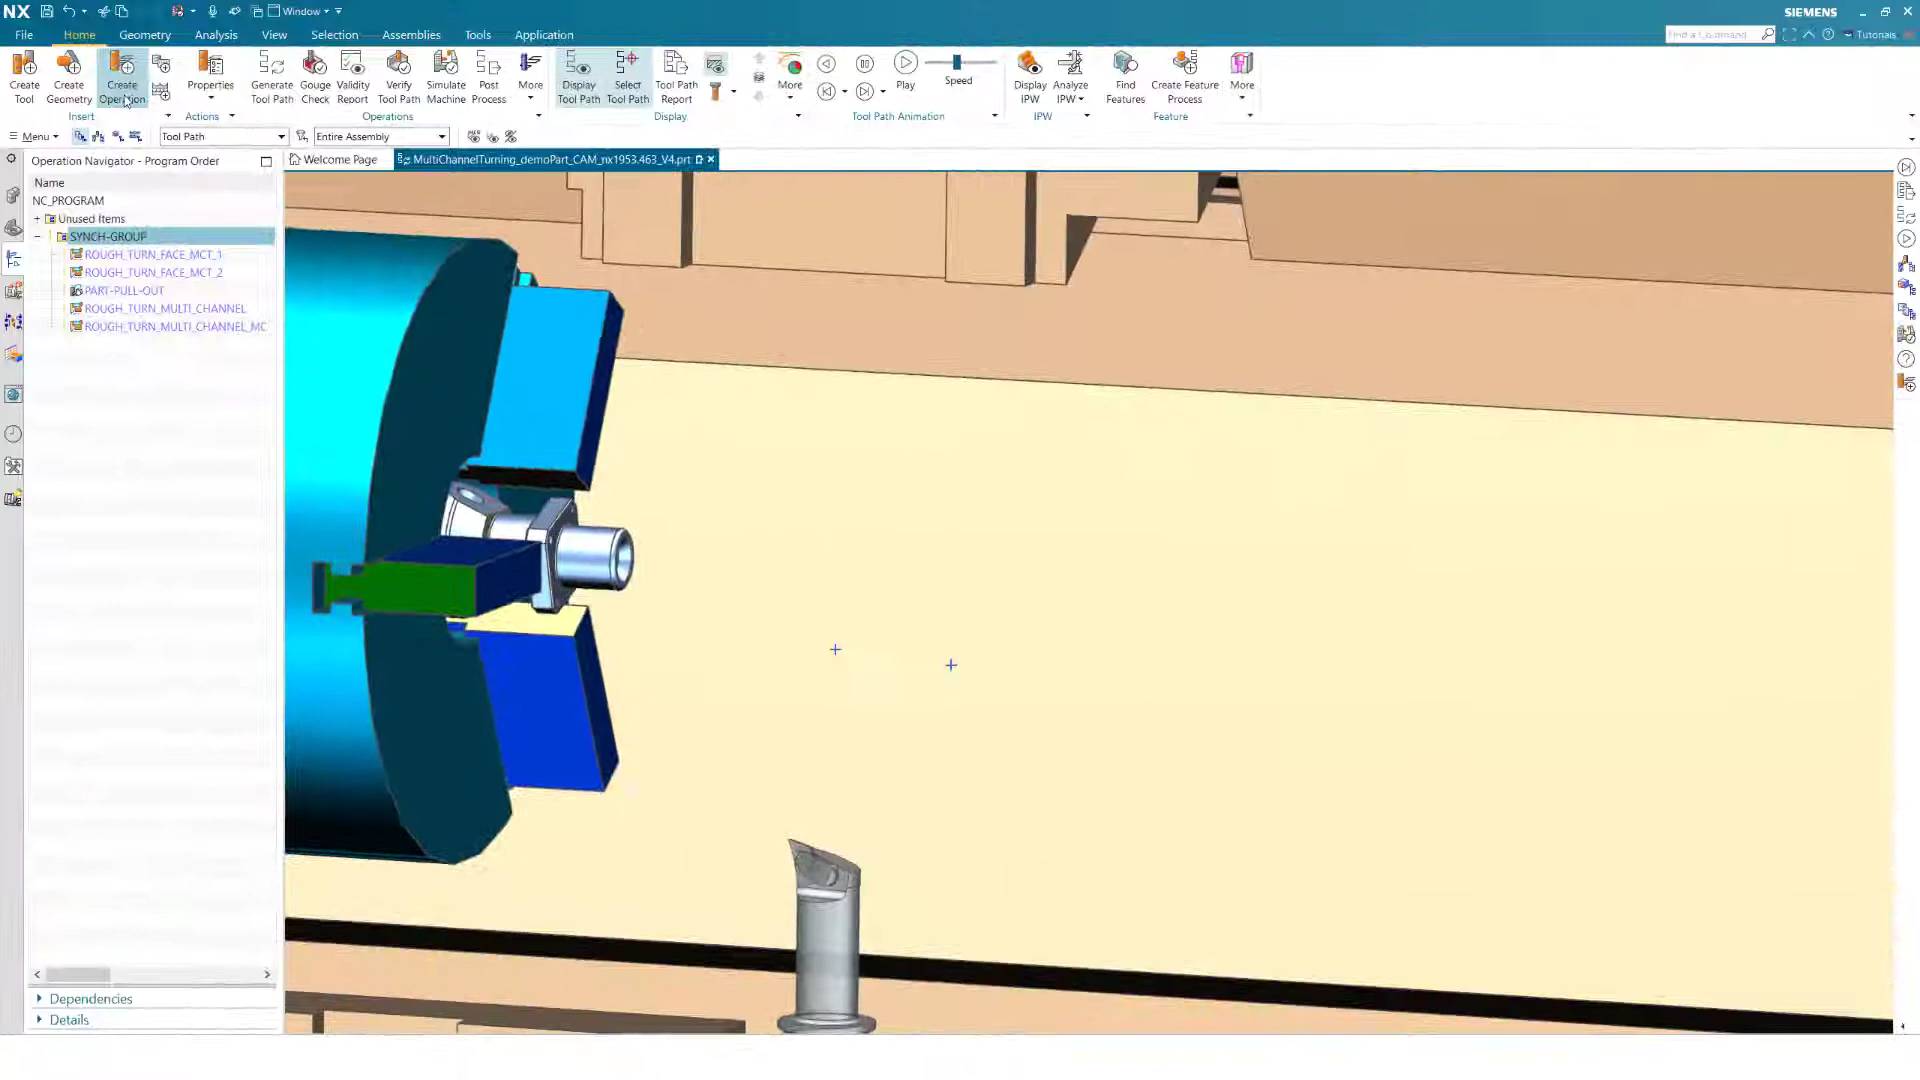 NX Window SIEMENS
File Home Geometry Analysis View Selection Assemblies Tools Application Find a Command Tutorials
Create Tool
Create Geometry
Create Operation
Properties
Generate Tool Path
Gouge Check
Validity Report
Verify Tool Path
Simulate Machine
Post Process
More
Display Tool Path
Select Tool Path
Tool Path Report
More
Play
Speed
Display IPW
Analyze IPW
Find Features
Create Feature Process
More
Insert Actions Operations Display Tool Path Animation IPW Feature
Menu Tool Path Entire Assembly
Operation Navigator - Program Order
Welcome Page
MultiChannelTurning_demoPart_CAM_nx1953.463_V4.prt
Name
NC_PROGRAM
Unused Items
SYNCH-GROUP
ROUGH_TURN_FACE_MCT_1
ROUGH_TURN_FACE_MCT_2
PART-PULL-OUT
ROUGH_TURN_MULTI_CHANNEL
ROUGH_TURN_MULTI_CHANNEL_MC
Dependencies
Details